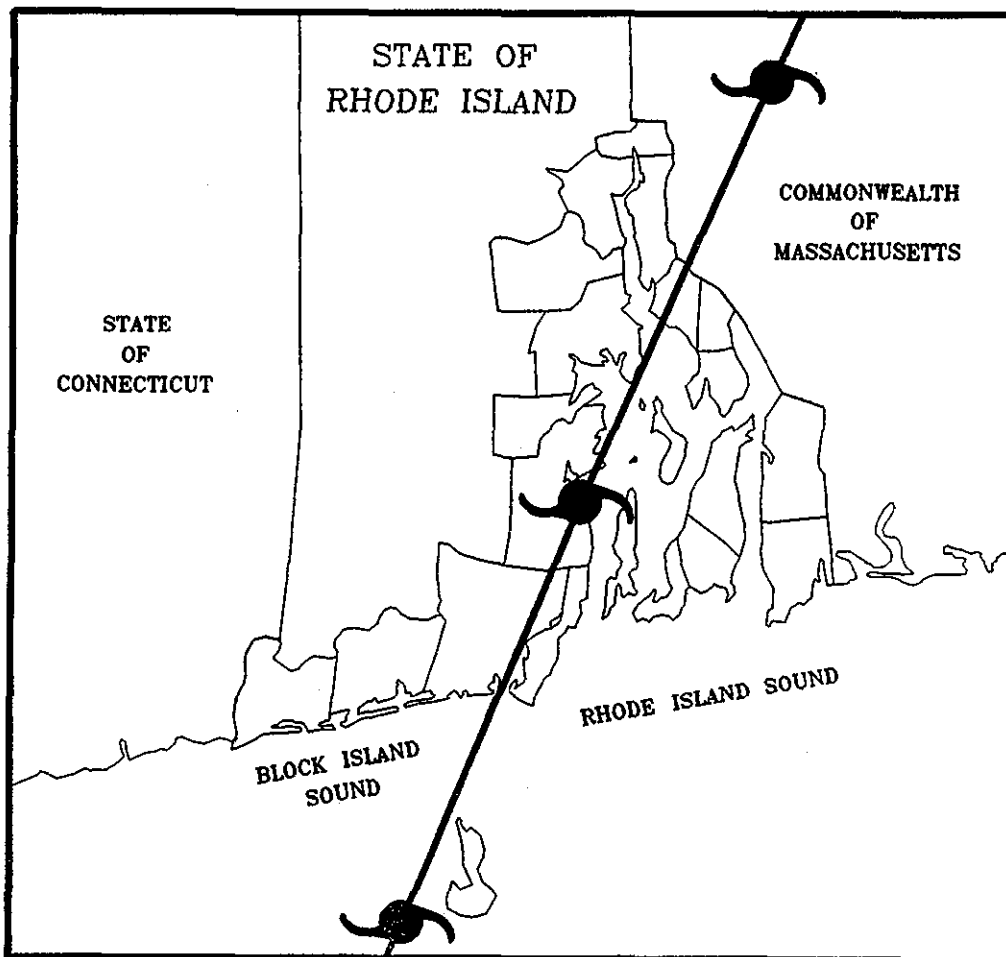 STATE OF
RHODE ISLAND
COMMONWEALTH
OF
MASSACHUSETTS
STATE
OF
CONNECTICUT
RHODE ISLAND SOUND
BLOCK ISLAND
SOUND